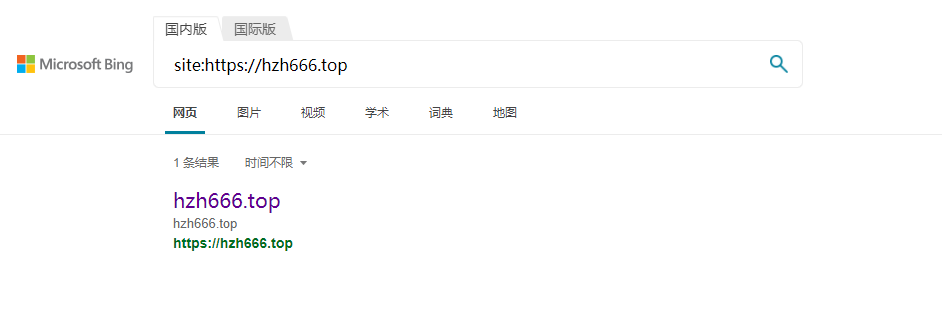 国内版 国际版
Microsoft Bing
site:https://hzh666.top
网页 图片 视频 学术 词典 地图
1 条结果 时间不限
hzh666.top
hzh666.top
https://hzh666.top